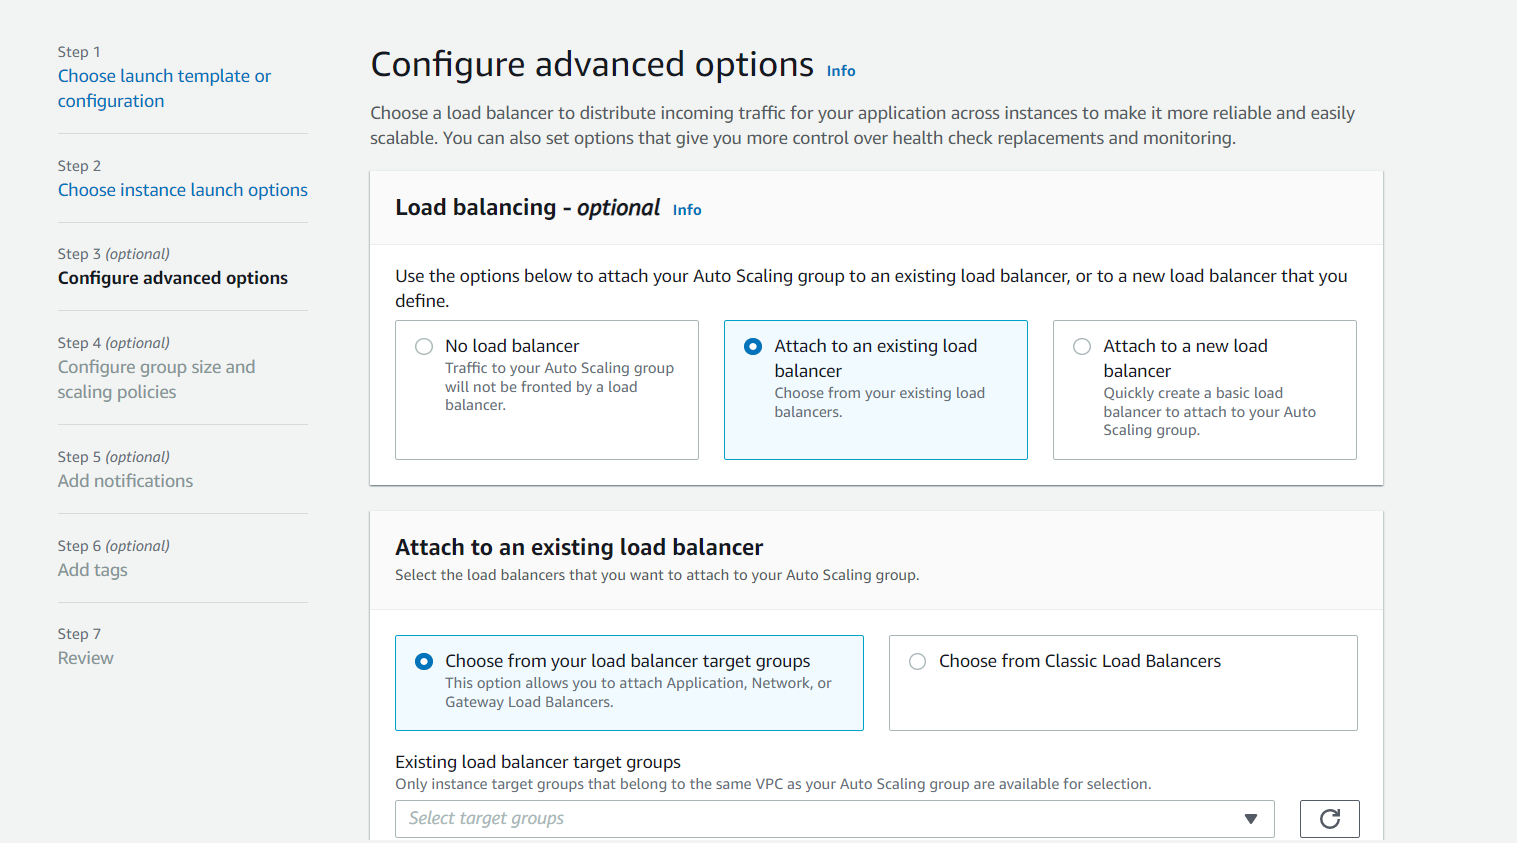 Step 1
Choose launch template or
configuration
Step 2
Choose instance launch options
Step 3 (optional)
Configure advanced options
Step 4 (optional)
Configure group size and
scaling policies
Step 5 (optional)
Add notifications
Step 6 (optional)
Add tags
Step 7
Review
Configure advanced options Info
Choose a load balancer to distribute incoming traffic for your application across instances to make it more reliable and easily
scalable. You can also set options that give you more control over health check replacements and monitoring.
Load balancing - optional Info
Use the options below to attach your Auto Scaling group to an existing load balancer, or to a new load balancer that you
define.
No load balancer
Traffic to your Auto Scaling group
will not be fronted by a load
balancer.
Attach to an existing load
balancer
Choose from your existing load
balancers.
Attach to a new load
balancer
Quickly create a basic load
balancer to attach to your Auto
Scaling group.
Attach to an existing load balancer
Select the load balancers that you want to attach to your Auto Scaling group.
Choose from your load balancer target groups
This option allows you to attach Application, Network, or
Gateway Load Balancers.
Choose from Classic Load Balancers
Existing load balancer target groups
Only instance target groups that belong to the same VPC as your Auto Scaling group are available for selection.
Select target groups